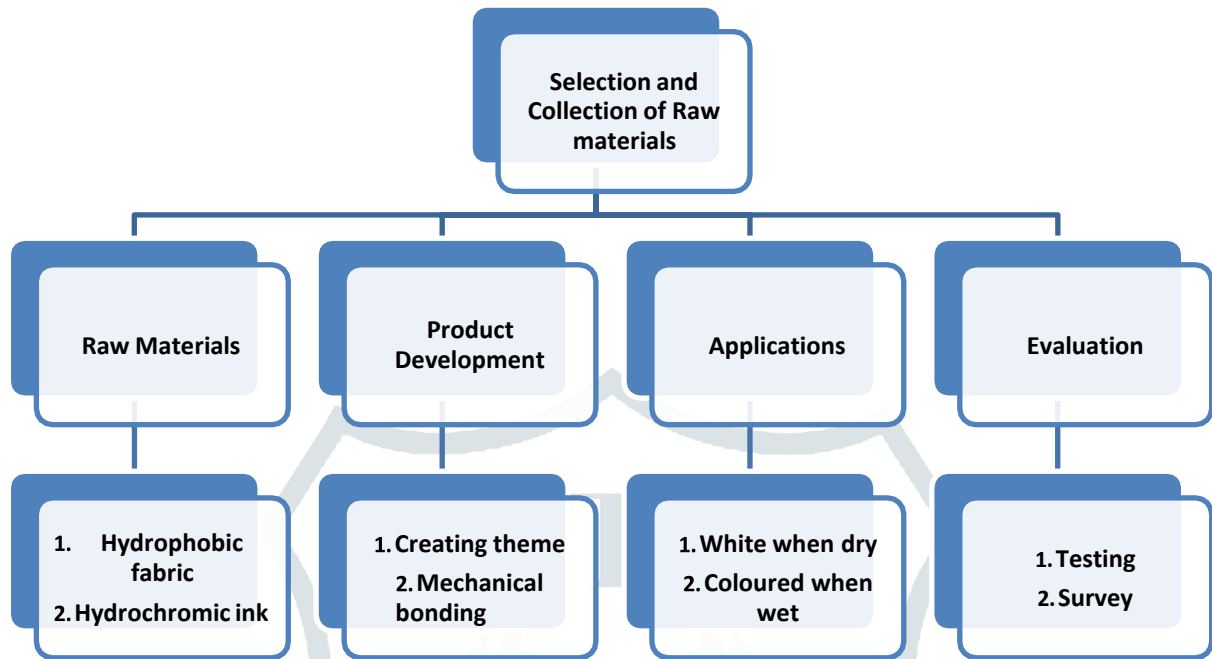 Selection and
Collection of Raw
materials
Raw Materials
Product
Development
Applications
Evaluation
1. Hydrophobic
fabric
2. Hydrochromic ink
1. Creating theme
2. Mechanical
bonding
1. White when dry
2. Coloured when
wet
1. Testing
2. Survey